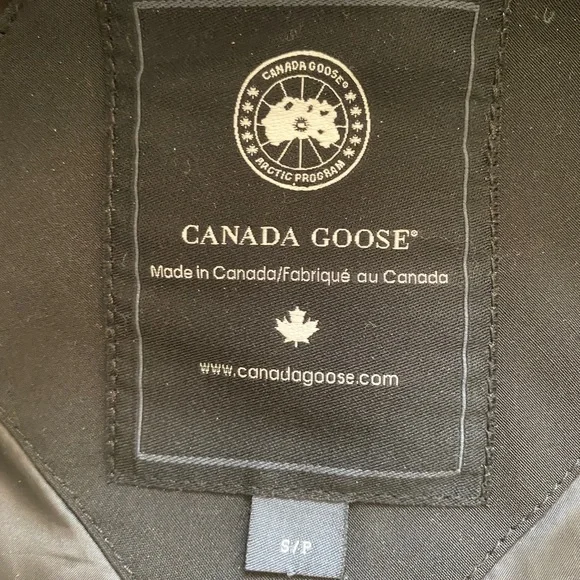 CANADA GOOSE®
ARCTIC PROGRAM
CANADA GOOSE®
Made in Canada/Fabriqué au Canada
www.canadagoose.com
S/P